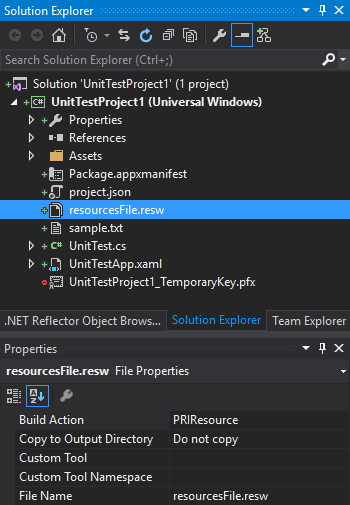 Solution Explorer
Search Solution Explorer (Ctrl+;)
Solution 'UnitTestProject1' (1 project)
C# UnitTestProject1 (Universal Windows)
Properties
References
Assets
Package.appxmanifest
project.json
resourcesFile.resw
sample.txt
C# UnitTest.cs
UnitTestApp.xaml
UnitTestProject1_TemporaryKey.pfx
.NET Reflector Object Brows... Solution Explorer Team Explorer
Properties
resourcesFile.resw File Properties
Build Action PRIResource
Copy to Output Directory Do not copy
Custom Tool
Custom Tool Namespace
File Name resourcesFile.resw